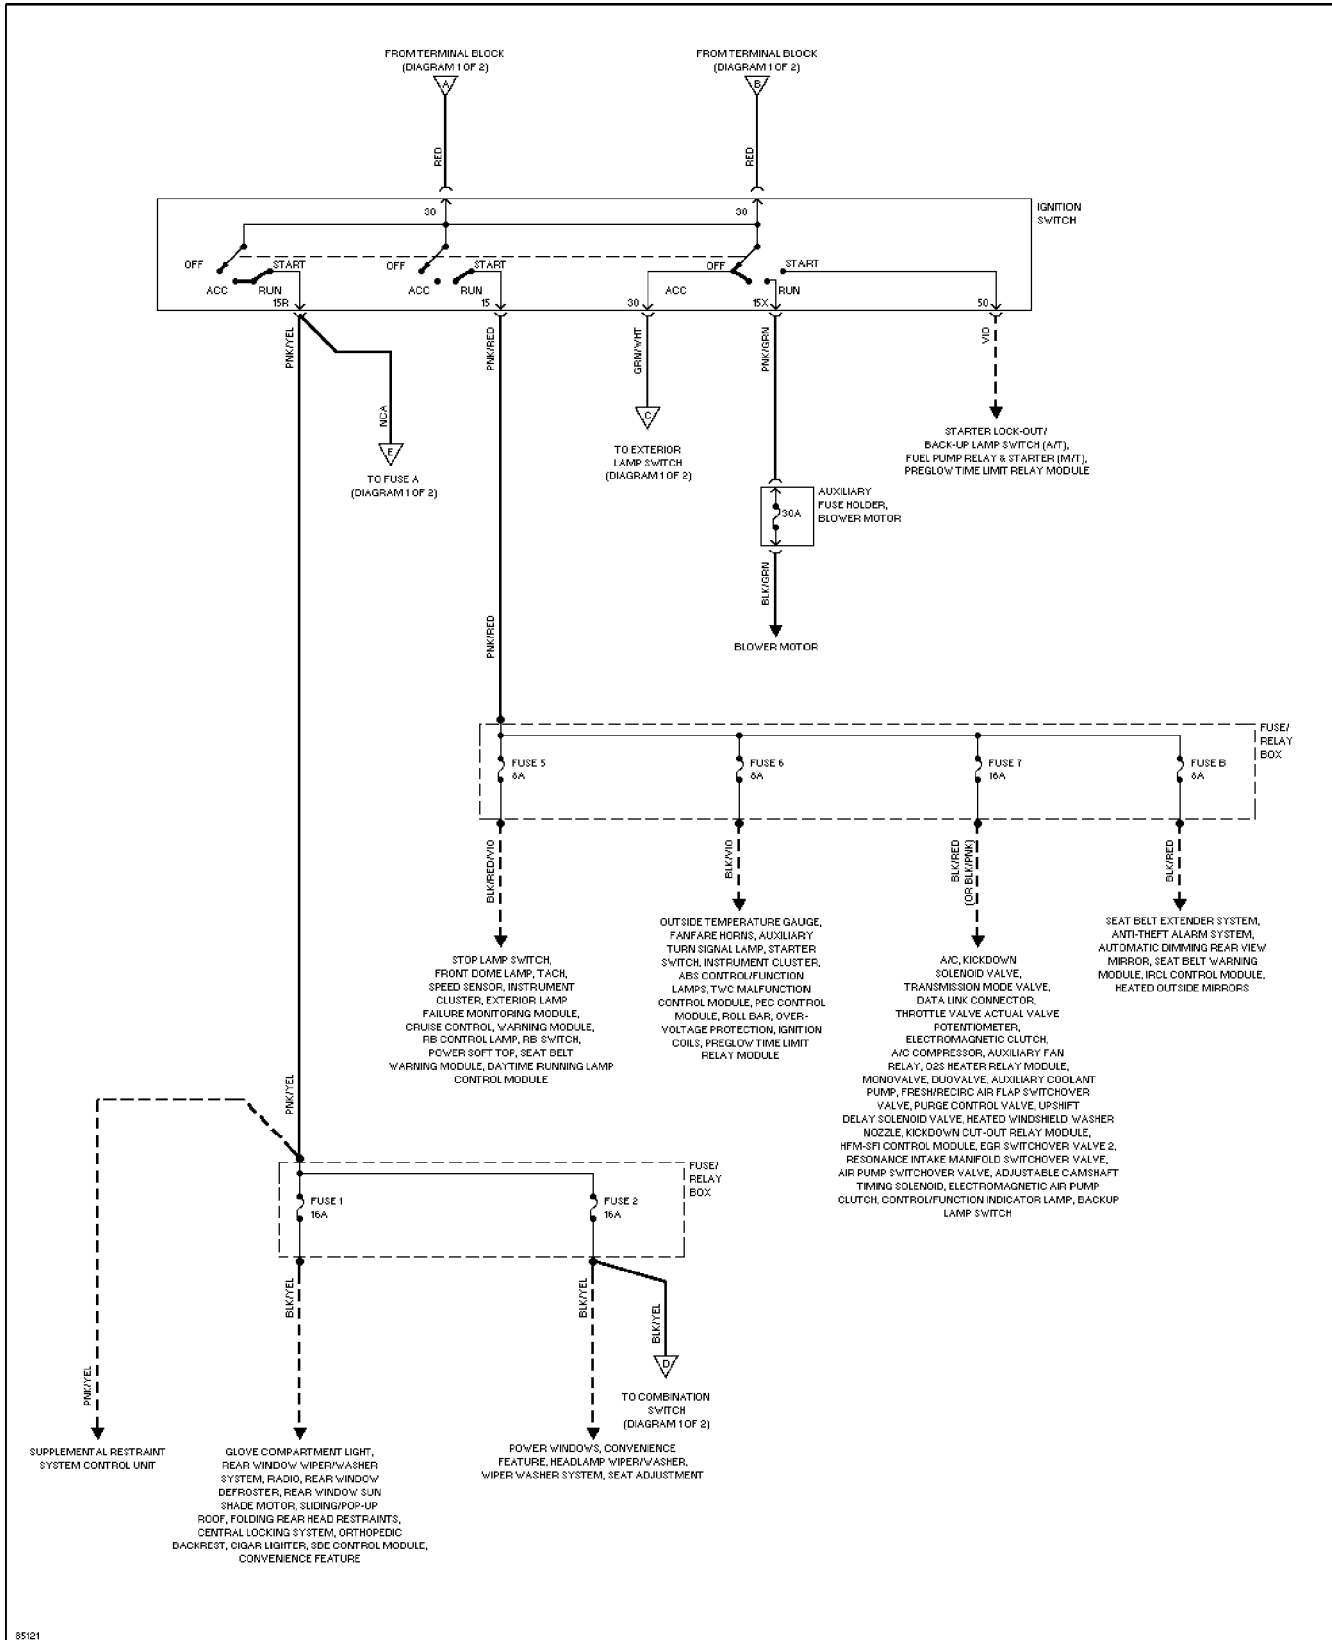 FROM TERMINAL BLOCK
(DIAGRAM 1 OF 2)
A
FROM TERMINAL BLOCK
(DIAGRAM 1 OF 2)
B
RED
RED
IGNITION
SWITCH
30
30
OFF
START
ACC
RUN
15R
OFF
START
ACC
RUN
15
OFF
START
ACC
RUN
30
15X
50
PNK/YEL
PNK/RED
GRN/WHT
PNK/GRN
VIO
NCA
E
TO FUSE A
(DIAGRAM 1 OF 2)
C
TO EXTERIOR
LAMP SWITCH
(DIAGRAM 1 OF 2)
STARTER LOCK-OUT/
BACK-UP LAMP SWITCH (A/T),
FUEL PUMP RELAY & STARTER (M/T),
PREGLOW TIME LIMIT RELAY MODULE
30A
AUXILIARY
FUSE HOLDER,
BLOWER MOTOR
BLK/GRN
BLOWER MOTOR
PNK/RED
FUSE/
RELAY
BOX
FUSE 5
8A
FUSE 6
8A
FUSE 7
16A
FUSE B
8A
BLK/RED/VIO
BLK/VIO
BLK/RED
(OR BLK/PNK)
BLK/RED
STOP LAMP SWITCH,
FRONT DOME LAMP, TACH,
SPEED SENSOR, INSTRUMENT
CLUSTER, EXTERIOR LAMP
FAILURE MONITORING MODULE,
CRUISE CONTROL, WARNING MODULE,
RB CONTROL LAMP, RB SWITCH,
POWER SOFT TOP, SEAT BELT
WARNING MODULE, DAYTIME RUNNING LAMP
CONTROL MODULE
OUTSIDE TEMPERATURE GAUGE,
FANFARE HORNS, AUXILIARY
TURN SIGNAL LAMP, STARTER
SWITCH, INSTRUMENT CLUSTER,
ABS CONTROL/FUNCTION
LAMPS, TWC MALFUNCTION
CONTROL MODULE, PEC CONTROL
MODULE, ROLL BAR, OVER-
VOLTAGE PROTECTION, IGNITION
COILS, PREGLOW TIME LIMIT
RELAY MODULE
A/C, KICKDOWN
SOLENOID VALVE,
TRANSMISSION MODE VALVE,
DATA LINK CONNECTOR,
THROTTLE VALVE ACTUAL VALVE
POTENTIOMETER,
ELECTROMAGNETIC CLUTCH,
A/C COMPRESSOR, AUXILIARY FAN
RELAY, O2S HEATER RELAY MODULE,
MONOVALVE, DUOVALVE, AUXILIARY COOLANT
PUMP, FRESH/RECIRC AIR FLAP SWITCHOVER
VALVE, PURGE CONTROL VALVE, UPSHIFT
DELAY SOLENOID VALVE, HEATED WINDSHIELD WASHER
NOZZLE, KICKDOWN CUT-OUT RELAY MODULE,
HFM-SFI CONTROL MODULE, EGR SWITCHOVER VALVE 2,
RESONANCE INTAKE MANIFOLD SWITCHOVER VALVE,
AIR PUMP SWITCHOVER VALVE, ADJUSTABLE CAMSHAFT
TIMING SOLENOID, ELECTROMAGNETIC AIR PUMP
CLUTCH, CONTROL/FUNCTION INDICATOR LAMP, BACKUP
LAMP SWITCH
SEAT BELT EXTENDER SYSTEM,
ANTI-THEFT ALARM SYSTEM,
AUTOMATIC DIMMING REAR VIEW
MIRROR, SEAT BELT WARNING
MODULE, IRCL CONTROL MODULE,
HEATED OUTSIDE MIRRORS
PNK/YEL
FUSE/
RELAY
BOX
FUSE 1
16A
FUSE 2
16A
BLK/YEL
BLK/YEL
BLK/YEL
PNK/YEL
D
TO COMBINATION
SWITCH
(DIAGRAM 1 OF 2)
SUPPLEMENTAL RESTRAINT
SYSTEM CONTROL UNIT
GLOVE COMPARTMENT LIGHT,
REAR WINDOW WIPER/WASHER
SYSTEM, RADIO, REAR WINDOW
DEFROSTER, REAR WINDOW SUN
SHADE MOTOR, SLIDING/POP-UP
ROOF, FOLDING REAR HEAD RESTRAINTS,
CENTRAL LOCKING SYSTEM, ORTHOPEDIC
BACKREST, CIGAR LIGHTER, SDE CONTROL MODULE,
CONVENIENCE FEATURE
POWER WINDOWS, CONVENIENCE
FEATURE, HEADLAMP WIPER/WASHER,
WIPER WASHER SYSTEM, SEAT ADJUSTMENT
85121